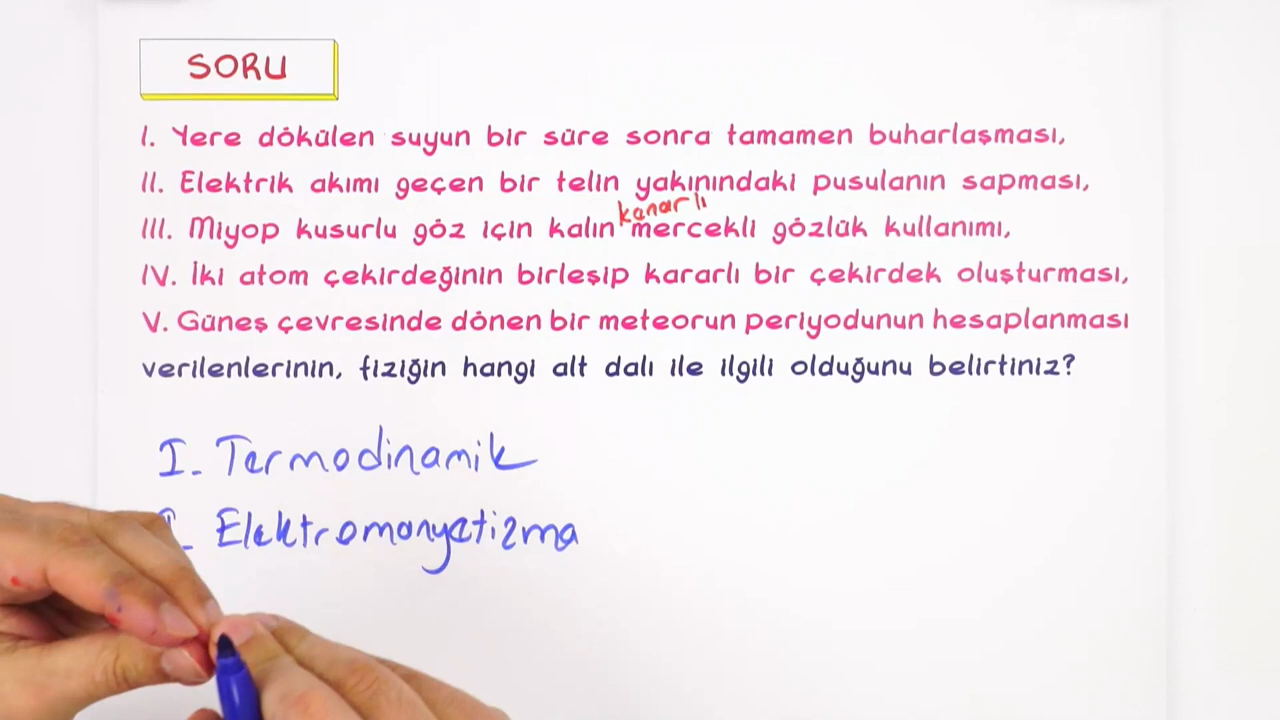 SORU
I. Yere dökülen suyun bir süre sonra tamamen buharlaşması,
II. Elektrik akımı geçen bir telin yakınındaki pusulanın sapması,
kenarlı
III. Miyop kusurlu göz için kalın mercekli gözlük kullanımı,
IV. İki atom çekirdeğinin birleşip kararlı bir çekirdek oluşturması,
V. Güneş çevresinde dönen bir meteorun periyodunun hesaplanması
verilenlerinin, fiziğin hangi alt dalı ile ilgili olduğunu belirtiniz?
I. Termodinamik
Elektromanyetizma